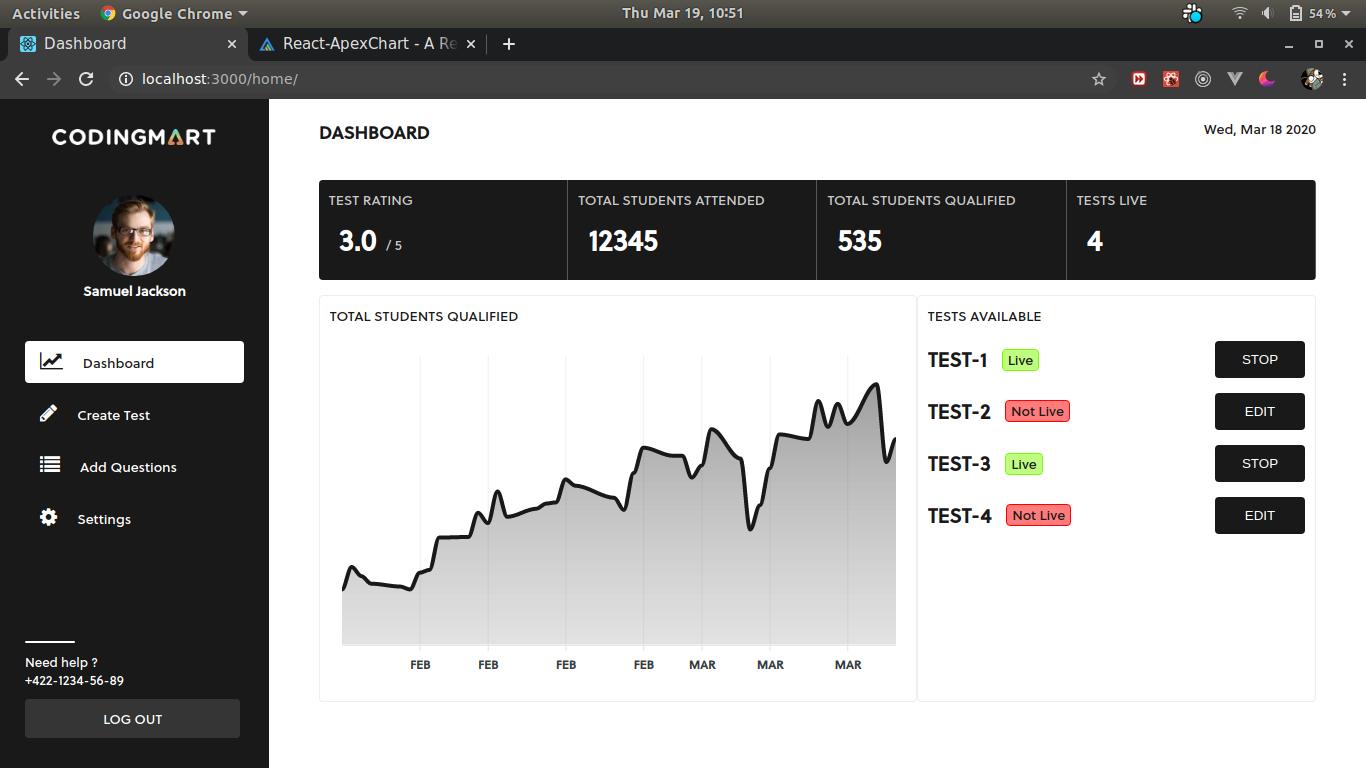 Activities Google Chrome Thu Mar 19, 10:51 54%
Dashboard React-ApexChart - A Re
localhost:3000/home/
CODINGMART
Samuel Jackson
Dashboard
Create Test
Add Questions
Settings
Need help ?
+422-1234-56-89
LOG OUT
DASHBOARD Wed, Mar 18 2020
TEST RATING TOTAL STUDENTS ATTENDED TOTAL STUDENTS QUALIFIED TESTS LIVE
3.0 / 5 12345 535 4
TOTAL STUDENTS QUALIFIED
FEB FEB FEB FEB MAR MAR MAR
TESTS AVAILABLE
TEST-1 Live STOP
TEST-2 Not Live EDIT
TEST-3 Live STOP
TEST-4 Not Live EDIT